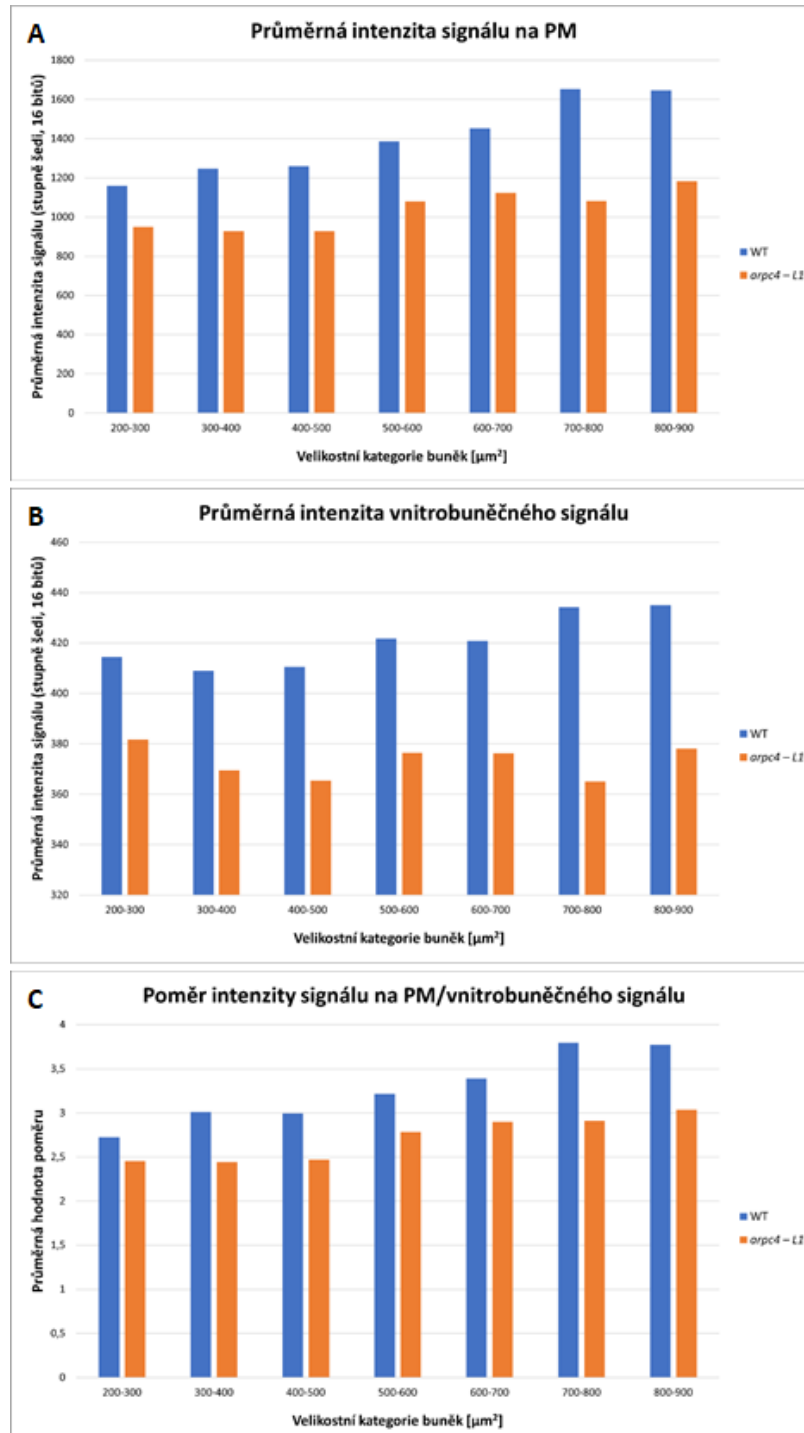 A
Průměrná intenzita signálu na PM
Průměrná intenzita signálu (stupně šedi, 16 bitů)
1800
1600
1400
1200
1000
800
600
400
200
0
200-300 300-400 400-500 500-600 600-700 700-800 800-900
Velikostní kategorie buněk [µm²]
WT
arpc4 – L1
B
Průměrná intenzita vnitrobuněčného signálu
Průměrná intenzita signálu (stupně šedi, 16 bitů)
460
440
420
400
380
360
340
320
200-300 300-400 400-500 500-600 600-700 700-800 800-900
Velikostní kategorie buněk [µm²]
WT
arpc4 – L1
C
Poměr intenzity signálu na PM/vnitrobuněčného signálu
Průměrná hodnota poměru
4
3,5
3
2,5
2
1,5
1
0,5
0
200-300 300-400 400-500 500-600 600-700 700-800 800-900
Velikostní kategorie buněk [µm²]
WT
arpc4 – L1